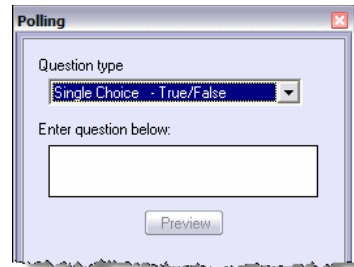 Polling
Question type
Single Choice - True/False
Enter question below:
Preview